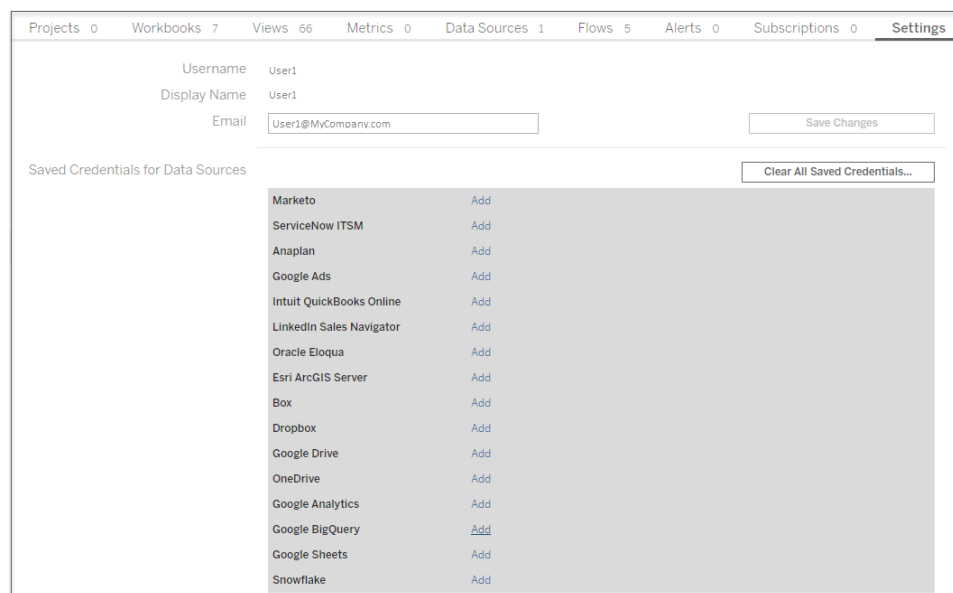 Projects 0 Workbooks 7 Views 66 Metrics 0 Data Sources 1 Flows 5 Alerts 0 Subscriptions 0 Settings
Username User1
Display Name User1
Email User1@MyCompany.com Save Changes
Saved Credentials for Data Sources Clear All Saved Credentials...
Marketo Add
ServiceNow ITSM Add
Anaplan Add
Google Ads Add
Intuit QuickBooks Online Add
LinkedIn Sales Navigator Add
Oracle Eloqua Add
Esri ArcGIS Server Add
Box Add
Dropbox Add
Google Drive Add
OneDrive Add
Google Analytics Add
Google BigQuery Add
Google Sheets Add
Snowflake Add